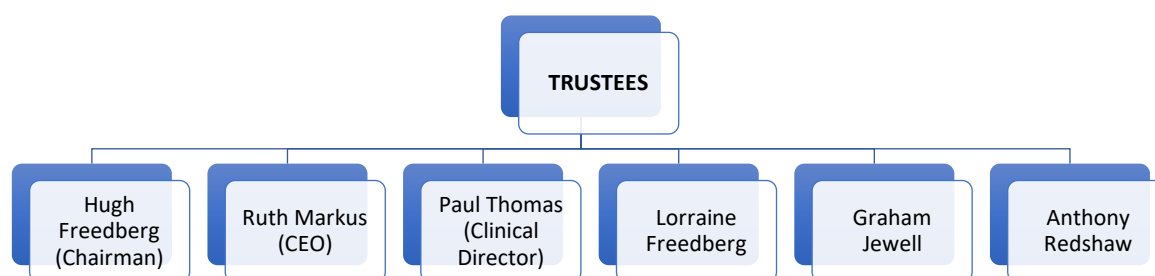 TRUSTEES
Hugh
Freedberg
(Chairman)
Ruth Markus
(CEO)
Paul Thomas
(Clinical
Director)
Lorraine
Freedberg
Graham
Jewell
Anthony
Redshaw